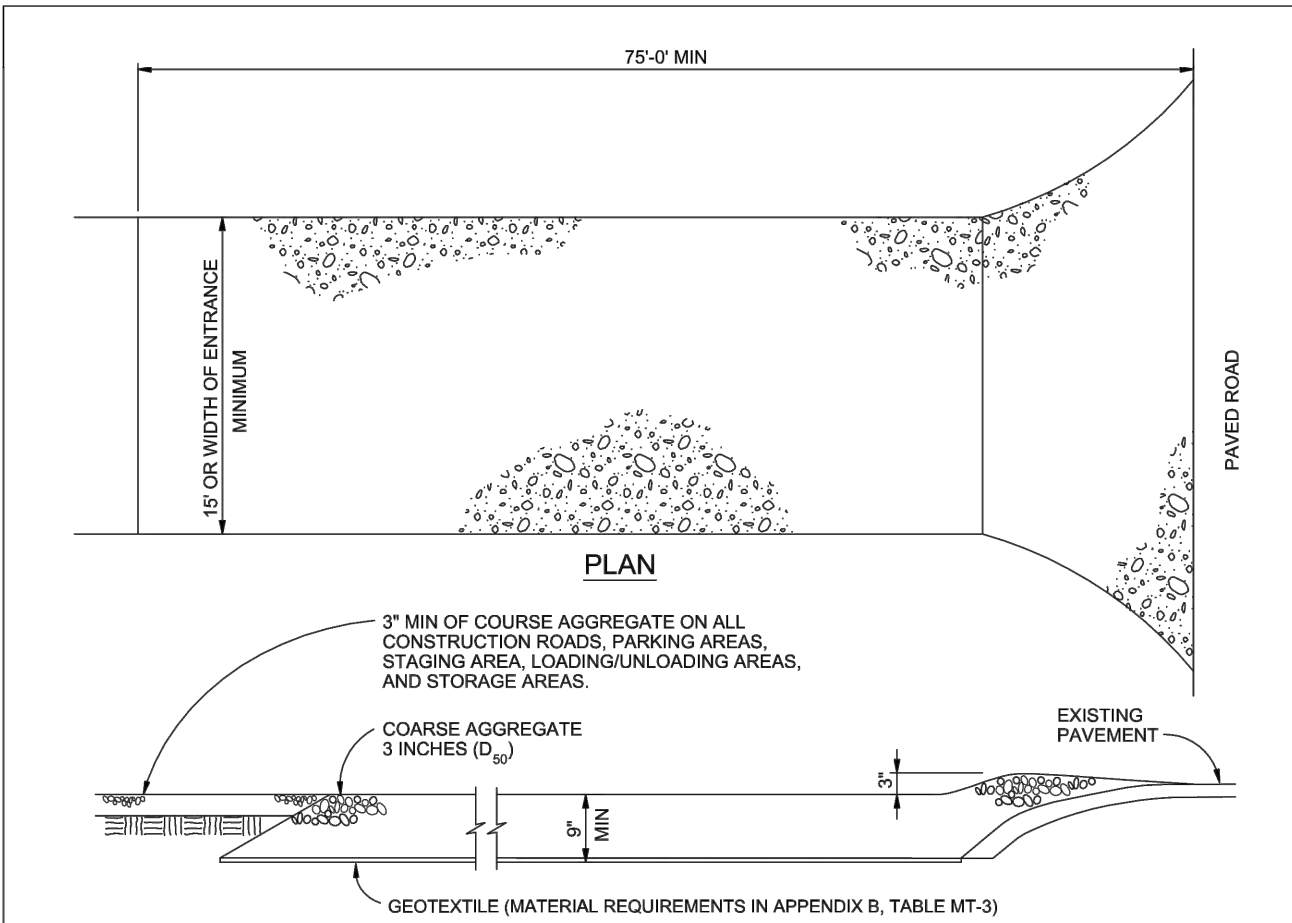 75'-0' MIN
15' OR WIDTH OF ENTRANCE
MINIMUM
PAVED ROAD
PLAN
3" MIN OF COURSE AGGREGATE ON ALL
CONSTRUCTION ROADS, PARKING AREAS,
STAGING AREA, LOADING/UNLOADING AREAS,
AND STORAGE AREAS.
COARSE AGGREGATE
3 INCHES (D50)
EXISTING
PAVEMENT
3"
9"
MIN
GEOTEXTILE (MATERIAL REQUIREMENTS IN APPENDIX B, TABLE MT-3)